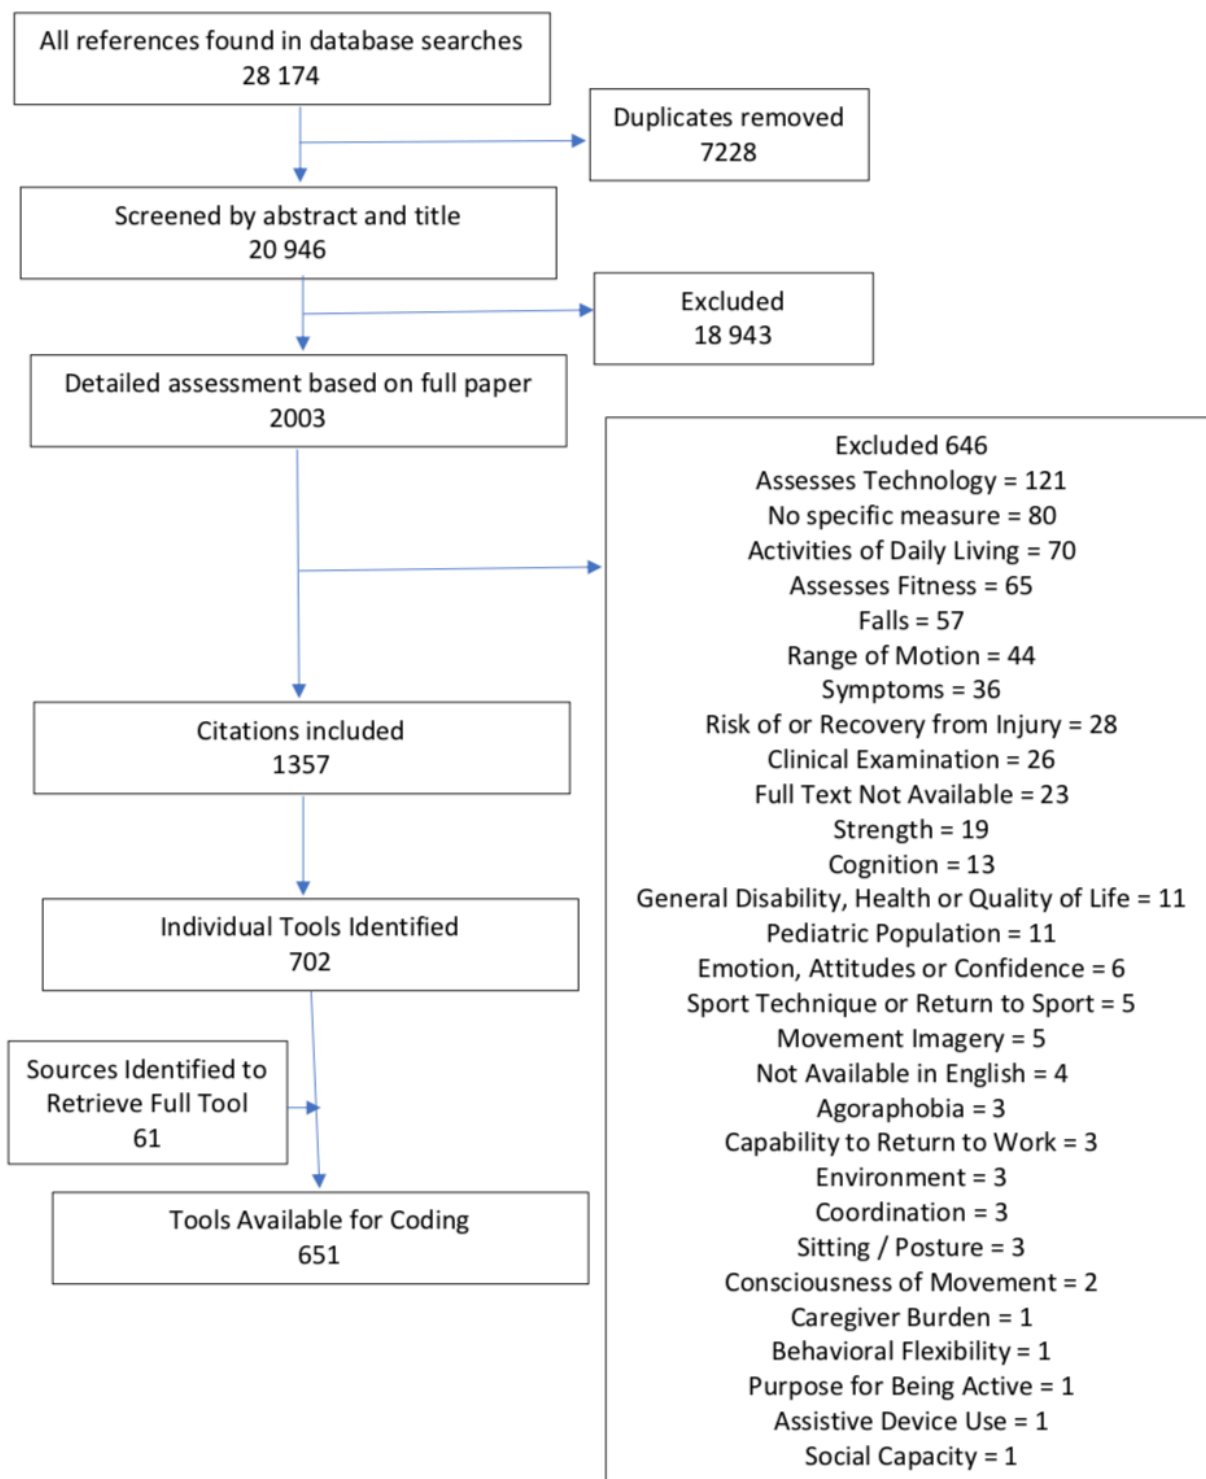 All references found in database searches
28 174
Duplicates removed
7228
Screened by abstract and title
20 946
Excluded
18 943
Detailed assessment based on full paper
2003
Excluded 646
Assesses Technology = 121
No specific measure = 80
Activities of Daily Living = 70
Assesses Fitness = 65
Falls = 57
Range of Motion = 44
Symptoms = 36
Risk of or Recovery from Injury = 28
Clinical Examination = 26
Full Text Not Available = 23
Strength = 19
Cognition = 13
General Disability, Health or Quality of Life = 11
Pediatric Population = 11
Emotion, Attitudes or Confidence = 6
Sport Technique or Return to Sport = 5
Movement Imagery = 5
Not Available in English = 4
Agoraphobia = 3
Capability to Return to Work = 3
Environment = 3
Coordination = 3
Sitting / Posture = 3
Consciousness of Movement = 2
Caregiver Burden = 1
Behavioral Flexibility = 1
Purpose for Being Active = 1
Assistive Device Use = 1
Social Capacity = 1
Citations included
1357
Individual Tools Identified
702
Sources Identified to
Retrieve Full Tool
61
Tools Available for Coding
651